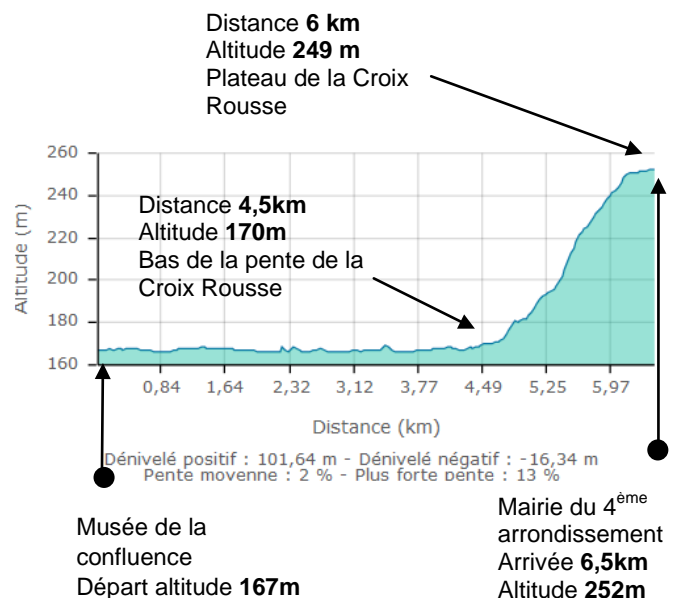 Distance 6 km
Altitude 249 m
Plateau de la Croix
Rousse
260
240
220
200
180
160
Altitude (m)
Distance 4,5km
Altitude 170m
Bas de la pente de la
Croix Rousse
0,84 1,64 2,32 3,12 3,77 4,49 5,25 5,97
Distance (km)
Dénivelé positif : 101,64 m - Dénivelé négatif : -16,34 m
Pente moyenne : 2 % - Plus forte pente : 13 %
Musée de la
confluence
Départ altitude 167m
Mairie du 4ème
arrondissement
Arrivée 6,5km
Altitude 252m